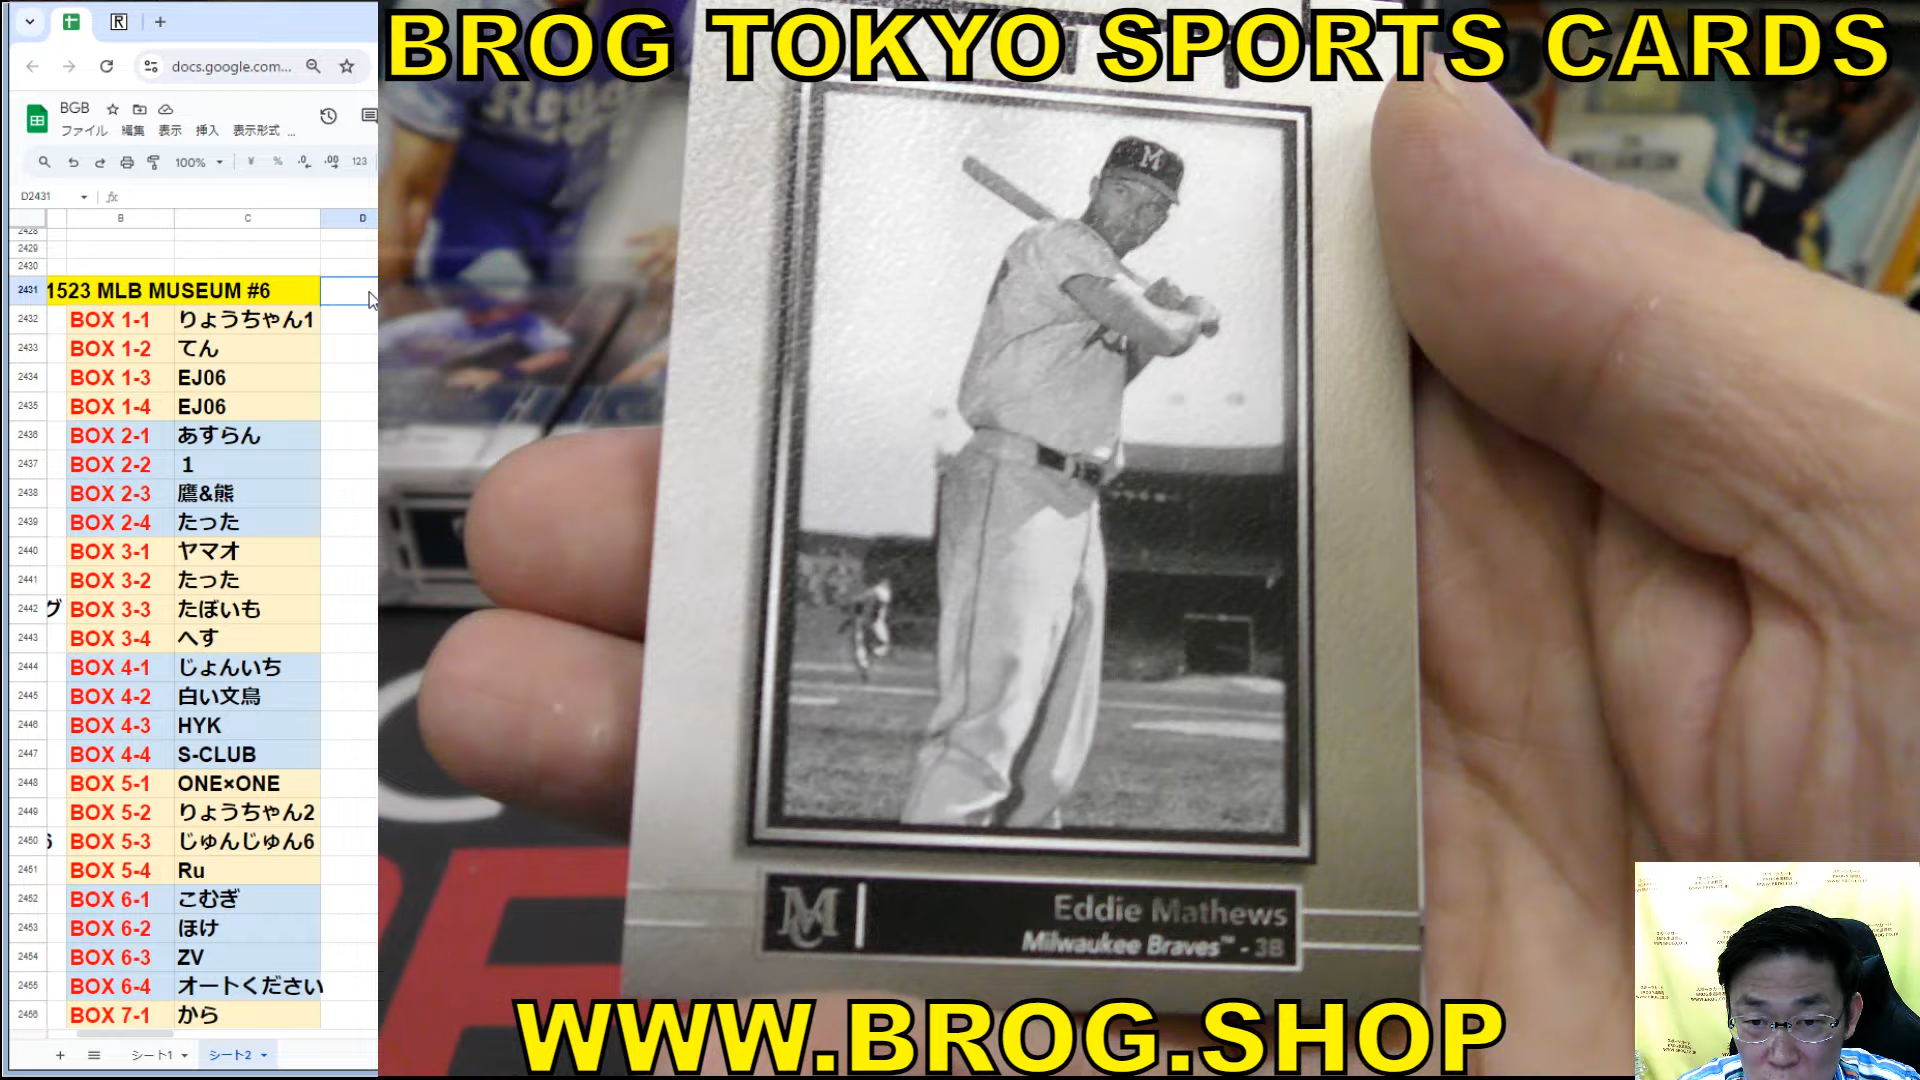 BROG TOKYO SPORTS CARDS
docs.google.com...
BGB
ファイル 編集 表示 挿入 表示形式 ...
100% ¥ % .0 .00 123
D2431 fx
B C D
2428
2429
2430
2431 1523 MLB MUSEUM #6
2432 BOX 1-1 りょうちゃん1
2433 BOX 1-2 てん
2434 BOX 1-3 EJ06
2435 BOX 1-4 EJ06
2436 BOX 2-1 あすらん
2437 BOX 2-2 1
2438 BOX 2-3 鷹&熊
2439 BOX 2-4 たった
2440 BOX 3-1 ヤマオ
2441 BOX 3-2 たった
2442 グ BOX 3-3 たぼいも
2443 BOX 3-4 へす
2444 BOX 4-1 じょんいち
2445 BOX 4-2 白い文鳥
2446 BOX 4-3 HYK
2447 BOX 4-4 S-CLUB
2448 BOX 5-1 ONE×ONE
2449 BOX 5-2 りょうちゃん2
2450 6 BOX 5-3 じゅんじゅん6
2451 BOX 5-4 Ru
2452 BOX 6-1 こむぎ
2453 BOX 6-2 ほけ
2454 BOX 6-3 ZV
2455 BOX 6-4 オートください
2456 BOX 7-1 から
シート1 シート2
Royals
M
MC
Eddie Mathews
Milwaukee Braves™ - 3B
WWW.BROG.SHOP